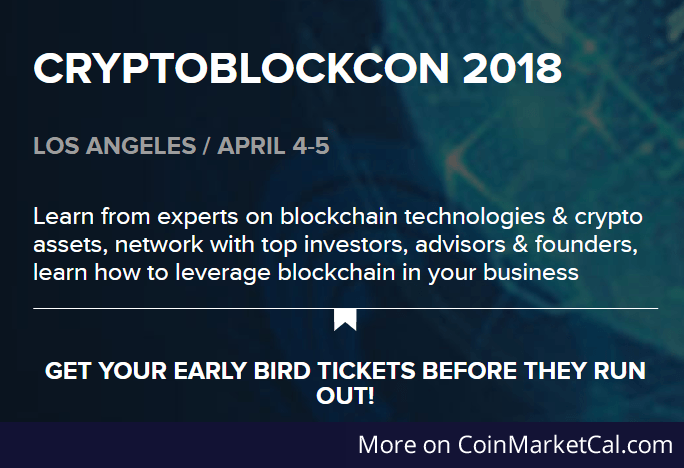 CRYPTOBLOCKCON 2018
LOS ANGELES / APRIL 4-5
Learn from experts on blockchain technologies & crypto
assets, network with top investors, advisors & founders,
learn how to leverage blockchain in your business
GET YOUR EARLY BIRD TICKETS BEFORE THEY RUN
OUT!
More on CoinMarketCal.com